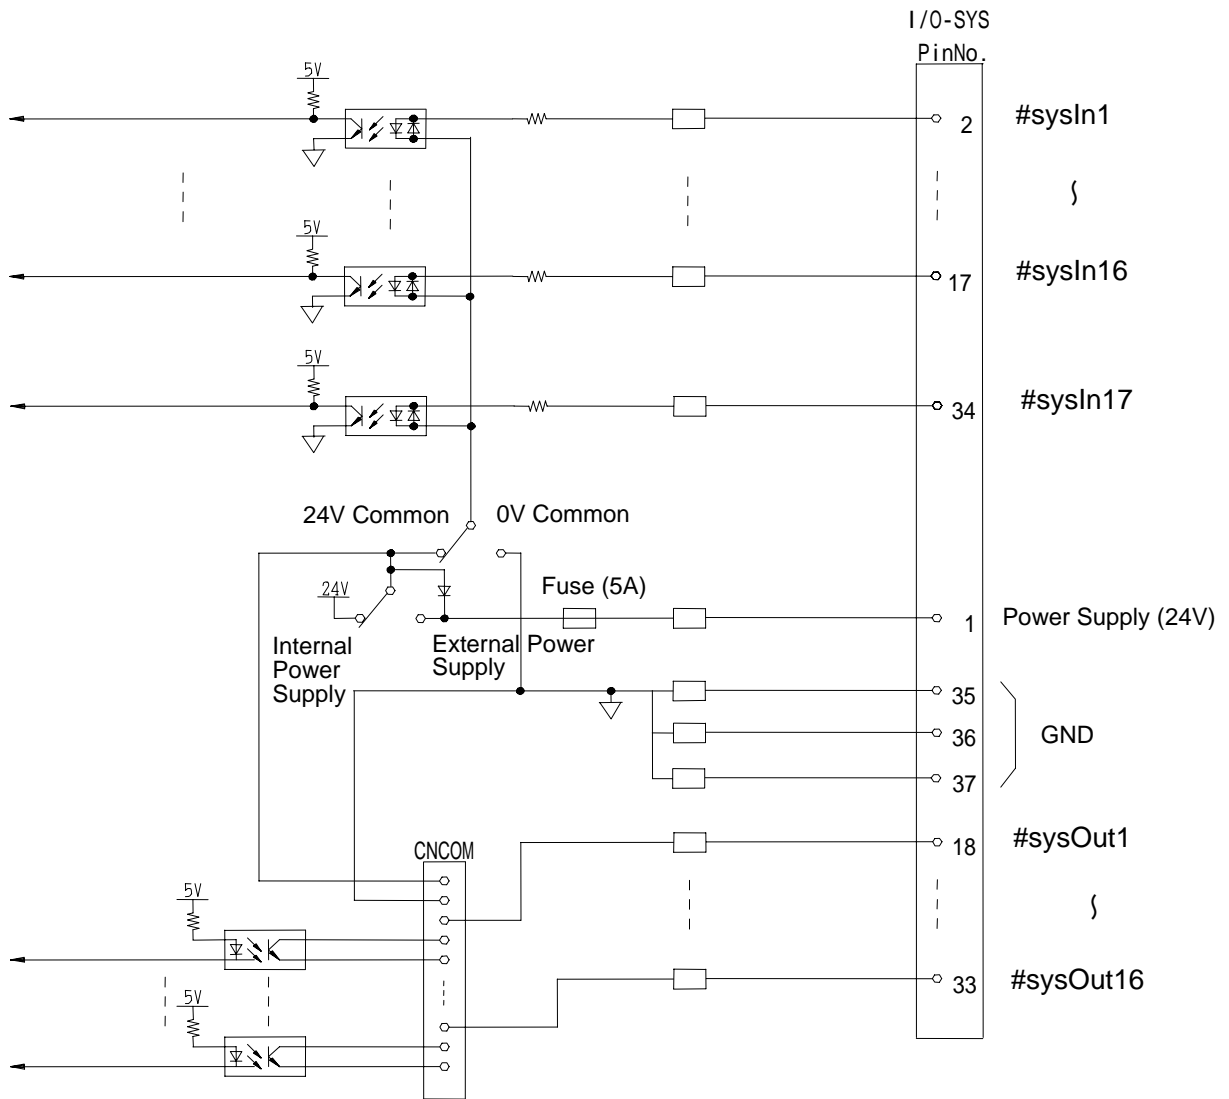 I/O-SYS
PinNo.
5V
2 #sysIn1
5V
17 #sysIn16
5V
34 #sysIn17
24V Common 0V Common
24V
Fuse (5A)
1 Power Supply (24V)
Internal
Power
Supply
External Power
Supply
35
36 GND
37
CNCOM
18 #sysOut1
5V
33 #sysOut16
5V